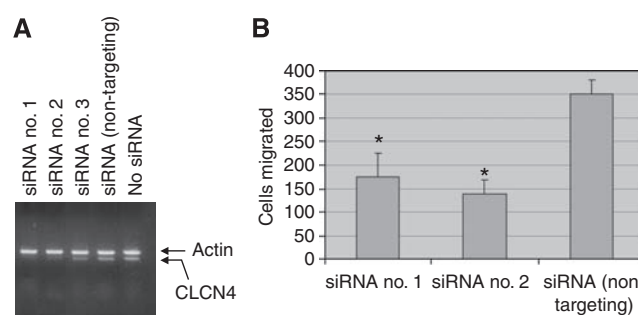 A
siRNA no. 1
siRNA no. 2
siRNA no. 3
siRNA (non-targeting)
No siRNA
Actin
CLCN4
B
Cells migrated
400
350
300
250
200
150
100
50
0
*
*
siRNA no. 1
siRNA no. 2
siRNA (non
targeting)